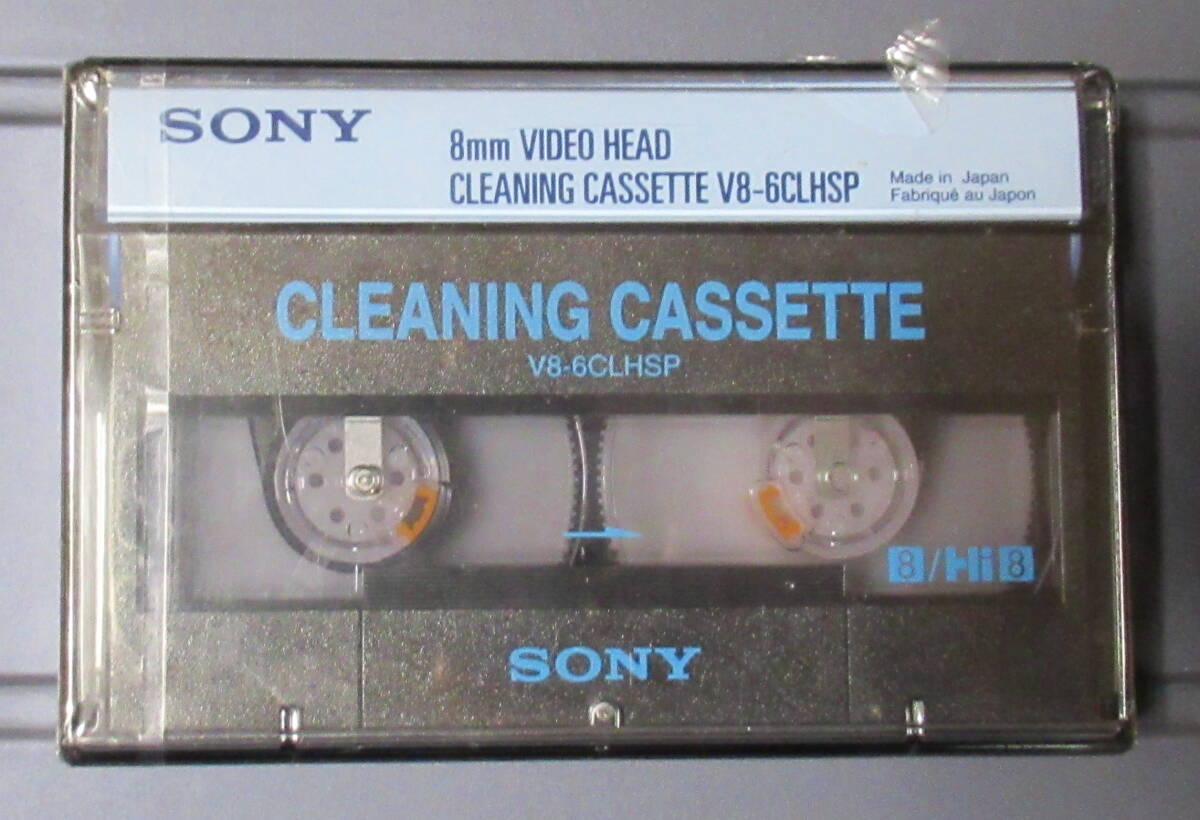 SONY
8mm VIDEO HEAD
CLEANING CASSETTE V8-6CLHSP
Made in Japan
Fabriqué au Japon
CLEANING CASSETTE
V8-6CLHSP
8/Hi8
SONY